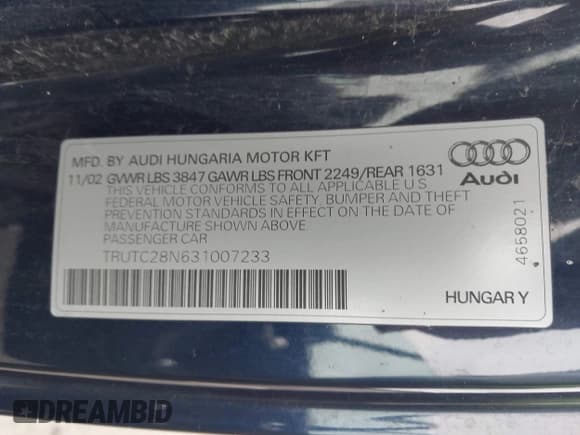 MFD. BY AUDI HUNGARIA MOTOR KFT
11/02 GVWR LBS 3847 GAWR LBS FRONT 2249/REAR 1631
THIS VEHICLE CONFORMS TO ALL APPLICABLE U S
FEDERAL MOTOR VEHICLE SAFETY, BUMPER AND THEFT
PREVENTION STANDARDS IN EFFECT ON THE DATE OF
MANUFACTURE SHOWN ABOVE.
PASSENGER CAR
TRUTC28N631007233
Audi
4658021
HUNGARY
DREAMBID